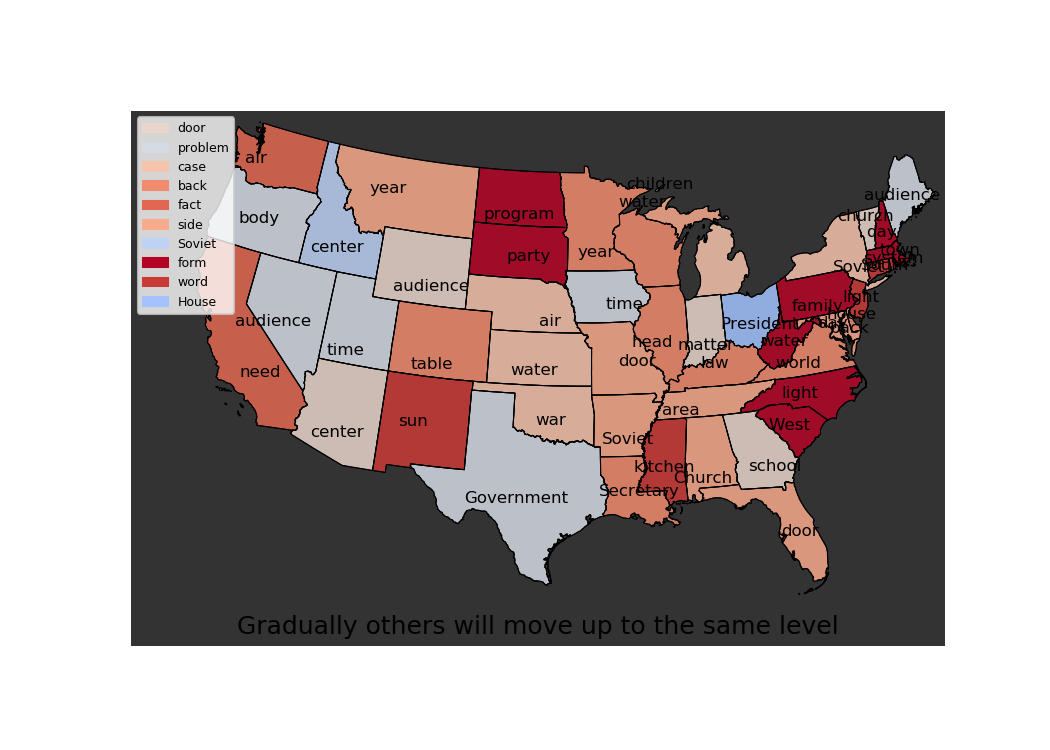 door
problem
case
back
fact
side
Soviet
form
word
House
air
year
children
water
audience
body
program
church
day
center
party
year
town
system
audience
Soviet
time
light
family
house
audience
air
President
day
back
time
head
matter
water
table
door
law
world
need
water
light
sun
war
area
West
center
Soviet
kitchen
school
Church
Government
Secretary
door
Gradually others will move up to the same level